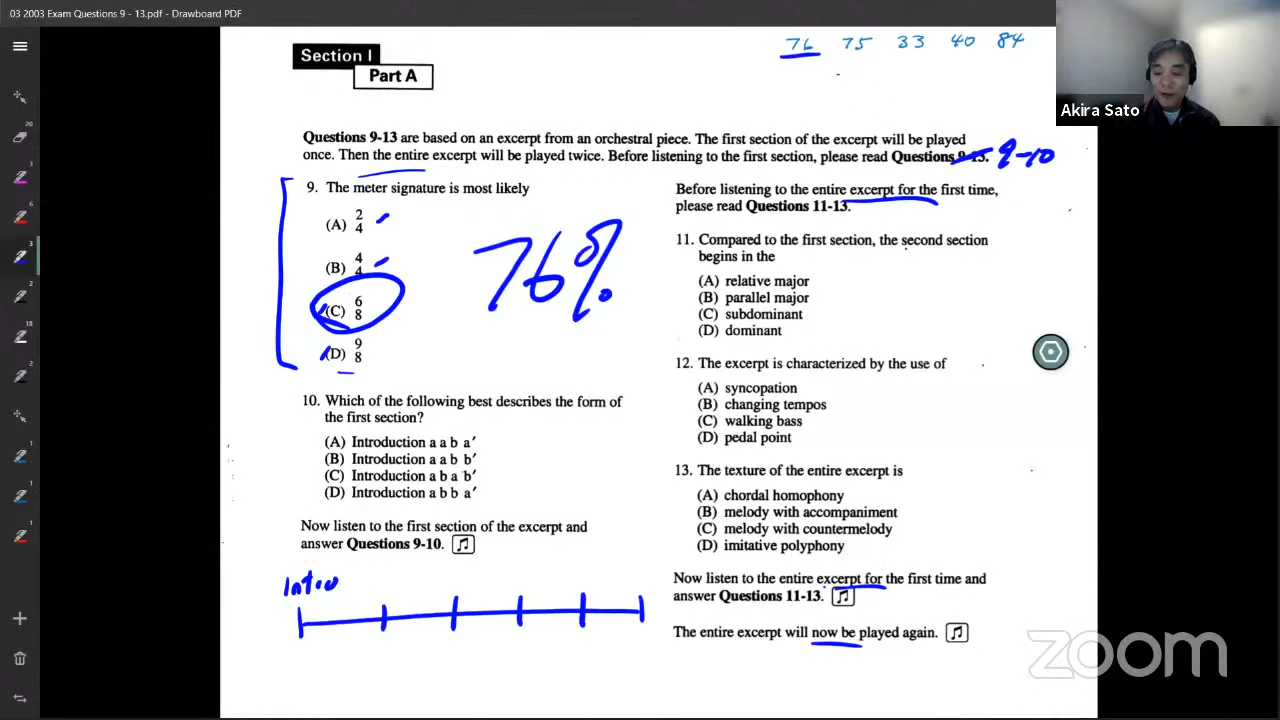 03 2003 Exam Questions 9 - 13.pdf - Drawboard PDF
76 75 33 40 84
Section I
Part A
Akira Sato
Questions 9-13 are based on an excerpt from an orchestral piece. The first section of the excerpt will be played
once. Then the entire excerpt will be played twice. Before listening to the first section, please read Questions 9-13. 9-10
9. The meter signature is most likely
(A) 2/4
(B) 4/4
(C) 6/8
(D) 9/8
76%
10. Which of the following best describes the form of
the first section?
(A) Introduction a a b a′
(B) Introduction a a b b′
(C) Introduction a b a b′
(D) Introduction a b b a′
Now listen to the first section of the excerpt and
answer Questions 9-10.
Intro
Before listening to the entire excerpt for the first time,
please read Questions 11-13.
11. Compared to the first section, the second section
begins in the
(A) relative major
(B) parallel major
(C) subdominant
(D) dominant
12. The excerpt is characterized by the use of
(A) syncopation
(B) changing tempos
(C) walking bass
(D) pedal point
13. The texture of the entire excerpt is
(A) chordal homophony
(B) melody with accompaniment
(C) melody with countermelody
(D) imitative polyphony
Now listen to the entire excerpt for the first time and
answer Questions 11-13.
The entire excerpt will now be played again.
zoom